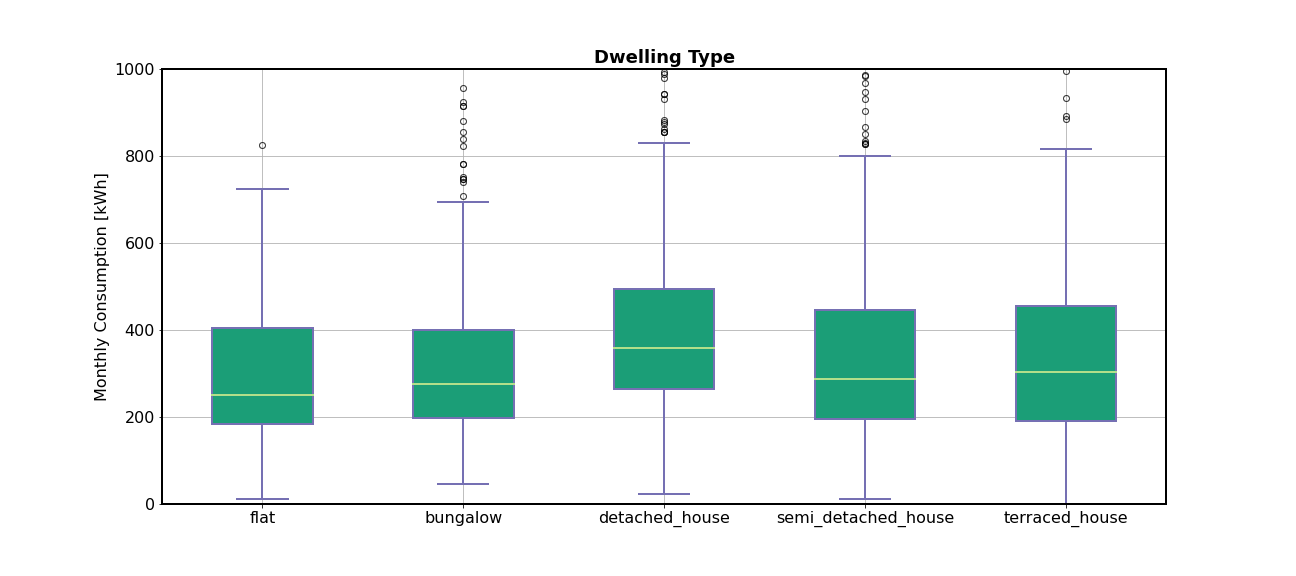 Dwelling Type
Monthly Consumption [kWh]
1000
800
600
400
200
0
flat bungalow detached_house semi_detached_house terraced_house